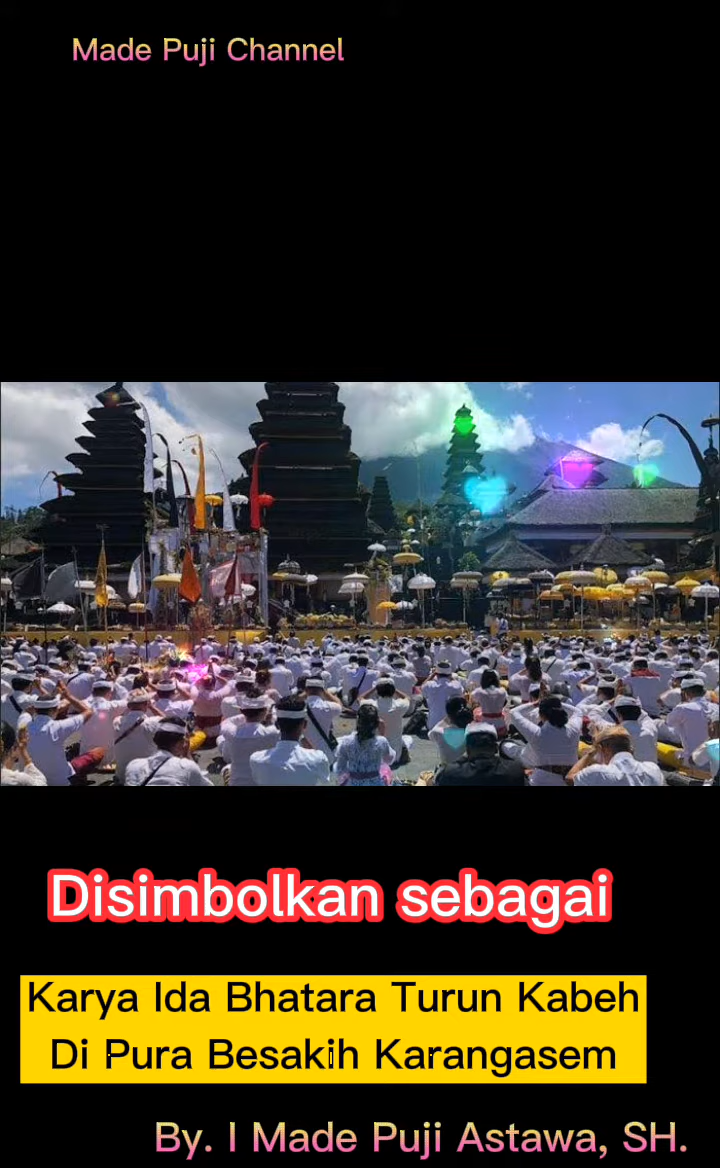 Made Puji Channel
Disimbolkan sebagai
Karya Ida Bhatara Turun Kabeh
Di Pura Besakih Karangasem
By. I Made Puji Astawa, SH.